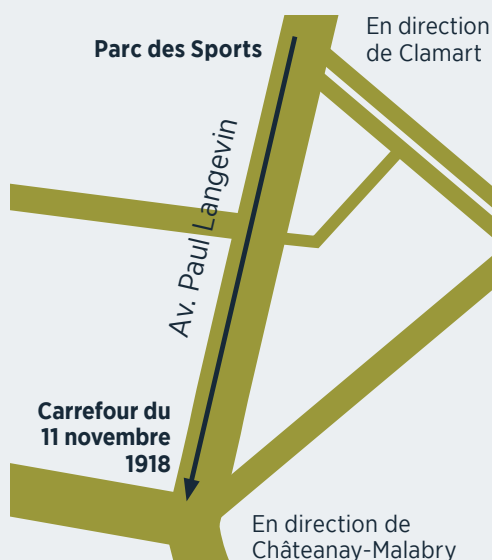 En direction
de Clamart
Parc des Sports
Av. Paul Langevin
Carrefour du
11 novembre
1918
En direction de
Châteanay-Malabry